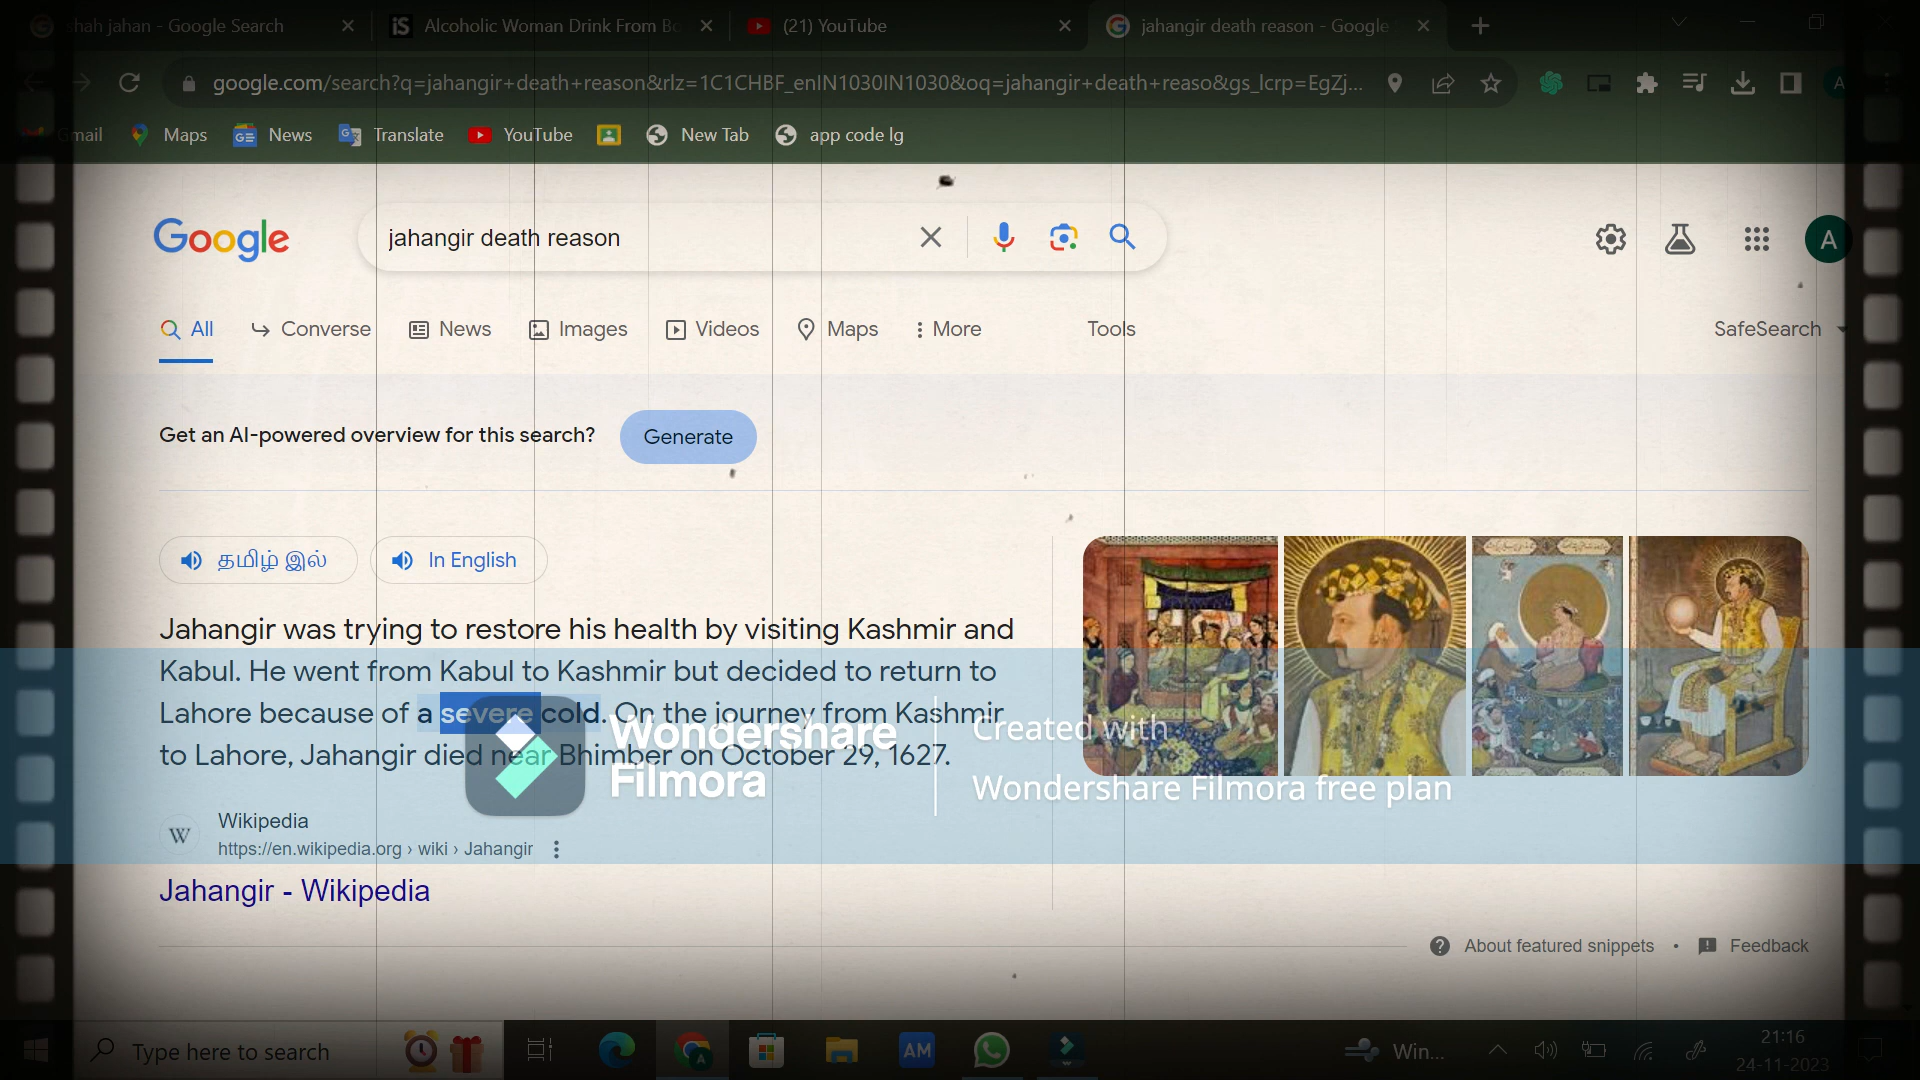 shah jahan - Google Search
Alcoholic Woman Drink From Bo
(21) YouTube
jahangir death reason - Google
google.com/search?q=jahangir+death+reason&rlz=1C1CHBF_enIN1030IN1030&oq=jahangir+death+reaso&gs_lcrp=EgZj...
A
Gmail
Maps
News
Translate
YouTube
New Tab
app code lg
Google
jahangir death reason
A
All
Converse
News
Images
Videos
Maps
More
Tools
SafeSearch
Get an AI-powered overview for this search?
Generate
தமிழ் இல்
In English
Jahangir was trying to restore his health by visiting Kashmir and
Kabul. He went from Kabul to Kashmir but decided to return to
Lahore because of a severe cold. On the journey from Kashmir
to Lahore, Jahangir died near Bhimber on October 29, 1627.
Wondershare
Filmora
Created with
Wondershare Filmora free plan
W
Wikipedia
https://en.wikipedia.org › wiki › Jahangir
Jahangir - Wikipedia
About featured snippets
•
Feedback
Type here to search
A
AM
Win...
21:16
24-11-2023